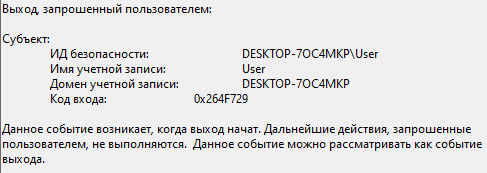 Выход, запрошенный пользователем:
Субъект:
ИД безопасности: DESKTOP-7OC4MKP\User
Имя учетной записи: User
Домен учетной записи: DESKTOP-7OC4MKP
Код входа: 0x264F729
Данное событие возникает, когда выход начат. Дальнейшие действия, запрошенные
пользователем, не выполняются.  Данное событие можно рассматривать как событие
выхода.